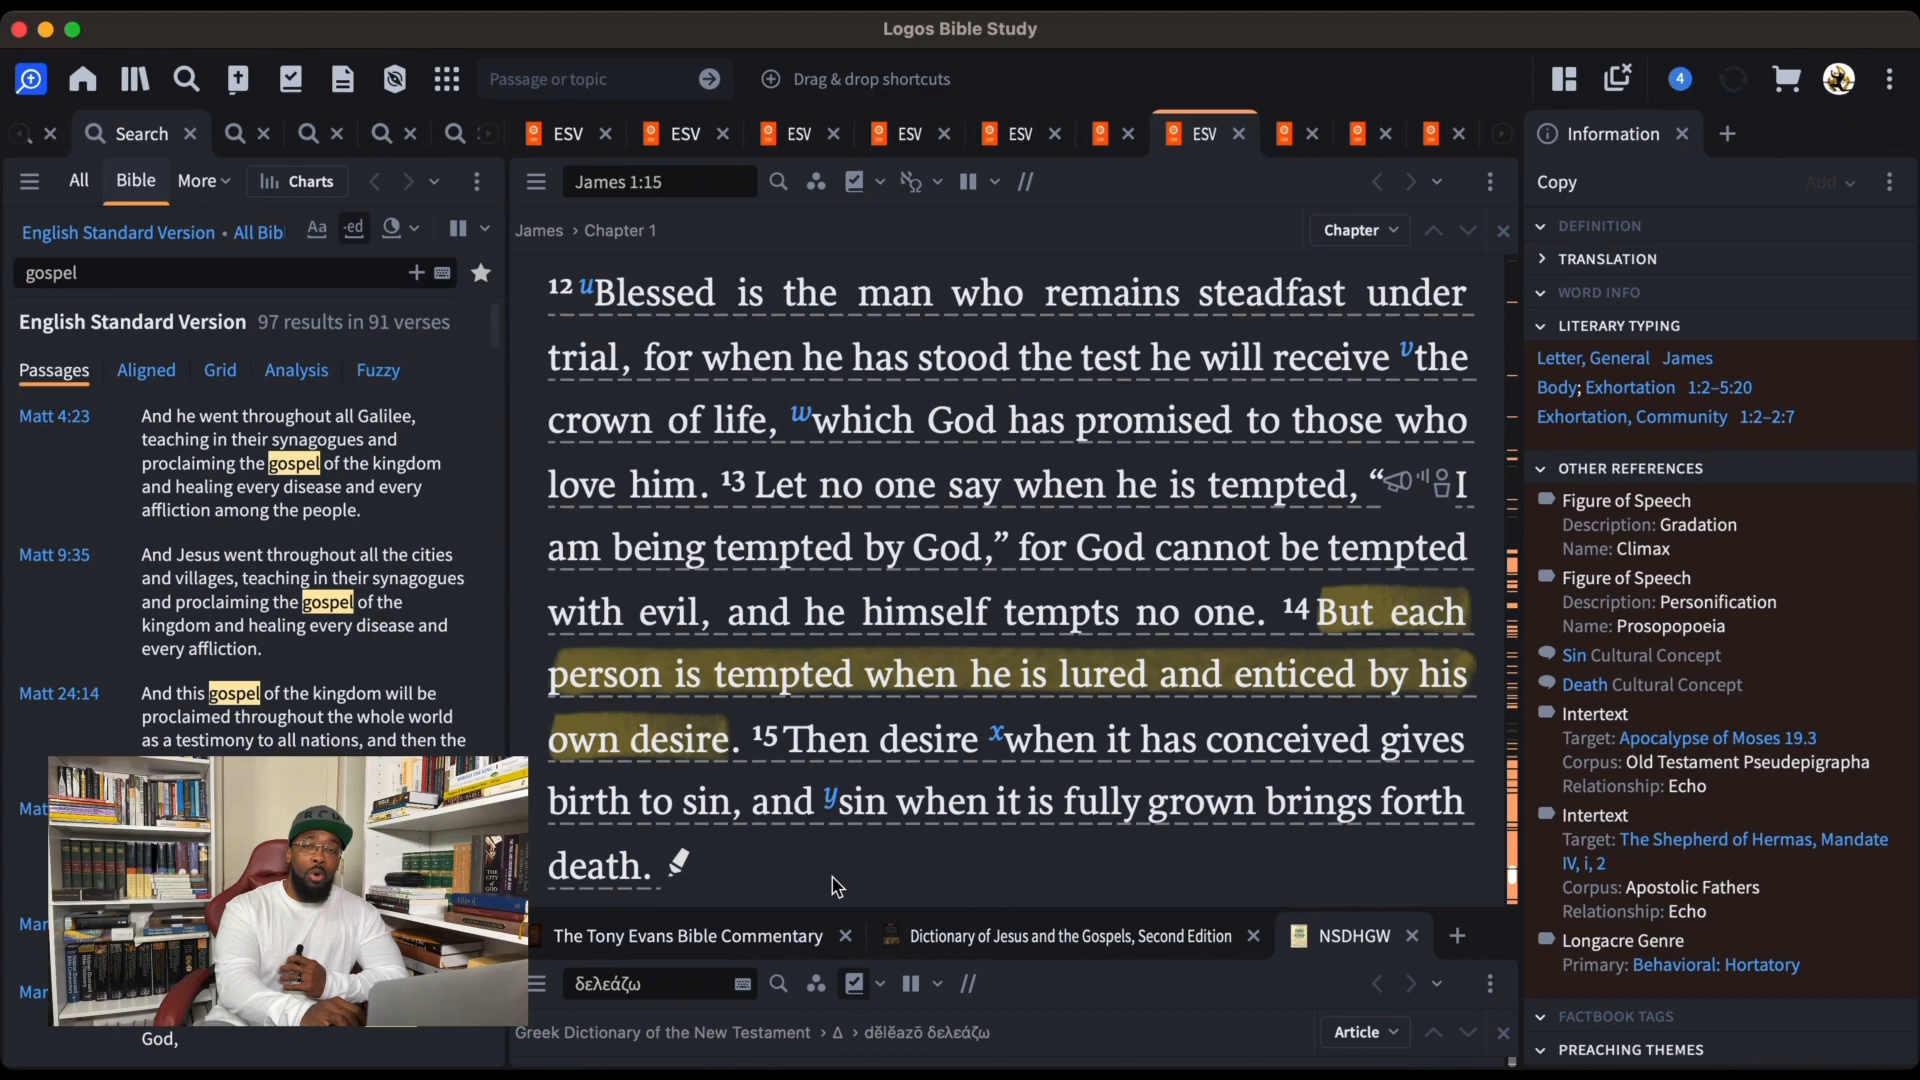 Logos Bible Study
Passage or topic
Drag & drop shortcuts
4
Search
ESV
ESV
ESV
ESV
ESV
ESV
Information
All
Bible
More
Charts
James 1:15
Copy
Add
English Standard Version • All Bib
Aa
-ed
James › Chapter 1
Chapter
gospel
English Standard Version 97 results in 91 verses
Passages
Aligned
Grid
Analysis
Fuzzy
Matt 4:23
And he went throughout all Galilee,
teaching in their synagogues and
proclaiming the gospel of the kingdom
and healing every disease and every
affliction among the people.
Matt 9:35
And Jesus went throughout all the cities
and villages, teaching in their synagogues
and proclaiming the gospel of the
kingdom and healing every disease and
every affliction.
Matt 24:14
And this gospel of the kingdom will be
proclaimed throughout the whole world
as a testimony to all nations, and then the
Mat
Mar
Mar
God,
12 uBlessed is the man who remains steadfast under
trial, for when he has stood the test he will receive vthe
crown of life, wwhich God has promised to those who
love him. 13 Let no one say when he is tempted, “I
am being tempted by God,” for God cannot be tempted
with evil, and he himself tempts no one. 14 But each
person is tempted when he is lured and enticed by his
own desire. 15 Then desire xwhen it has conceived gives
birth to sin, and ysin when it is fully grown brings forth
death.
The Tony Evans Bible Commentary
Dictionary of Jesus and the Gospels, Second Edition
NSDHGW
δελεάζω
Greek Dictionary of the New Testament › Δ › dĕlĕazō δελεάζω
Article
DEFINITION
TRANSLATION
WORD INFO
LITERARY TYPING
Letter, General James
Body; Exhortation 1:2–5:20
Exhortation, Community 1:2–2:7
OTHER REFERENCES
Figure of Speech
Description: Gradation
Name: Climax
Figure of Speech
Description: Personification
Name: Prosopopoeia
Sin Cultural Concept
Death Cultural Concept
Intertext
Target: Apocalypse of Moses 19.3
Corpus: Old Testament Pseudepigrapha
Relationship: Echo
Intertext
Target: The Shepherd of Hermas, Mandate
IV, i, 2
Corpus: Apostolic Fathers
Relationship: Echo
Longacre Genre
Primary: Behavioral: Hortatory
FACTBOOK TAGS
PREACHING THEMES